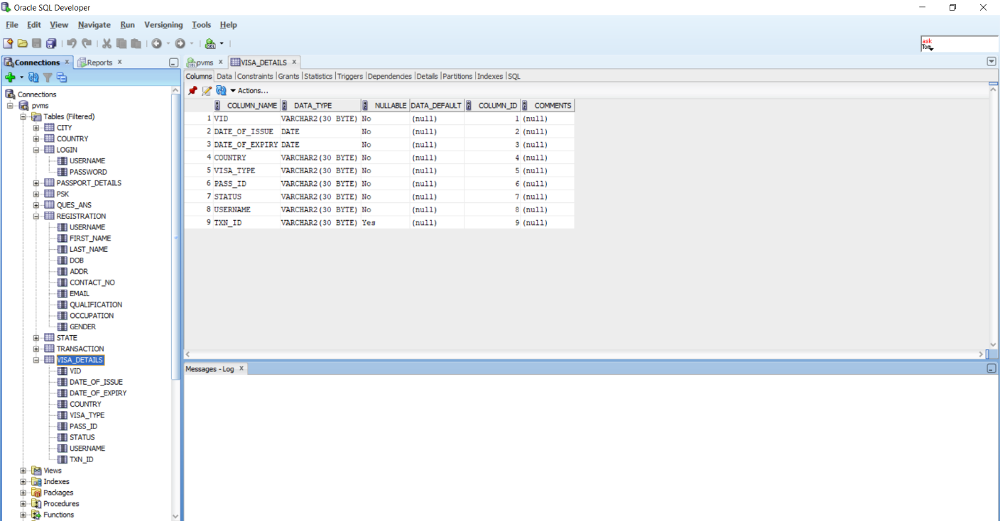 Oracle SQL Developer
File Edit View Navigate Run Versioning Tools Help
SQL
ask
Tom
Connections x Reports x
pvms x VISA_DETAILS x
Columns Data Constraints Grants Statistics Triggers Dependencies Details Partitions Indexes SQL
Actions...
Connections
pvms
Tables (Filtered)
CITY
COUNTRY
LOGIN
USERNAME
PASSWORD
PASSPORT_DETAILS
PSK
QUES_ANS
REGISTRATION
USERNAME
FIRST_NAME
LAST_NAME
DOB
ADDR
CONTACT_NO
EMAIL
QUALIFICATION
OCCUPATION
GENDER
STATE
TRANSACTION
VISA_DETAILS
VID
DATE_OF_ISSUE
DATE_OF_EXPIRY
COUNTRY
VISA_TYPE
PASS_ID
STATUS
USERNAME
TXN_ID
Views
Indexes
Packages
Procedures
Functions
COLUMN_NAME DATA_TYPE NULLABLE DATA_DEFAULT COLUMN_ID COMMENTS
1 VID VARCHAR2(30 BYTE) No (null) 1 (null)
2 DATE_OF_ISSUE DATE No (null) 2 (null)
3 DATE_OF_EXPIRY DATE No (null) 3 (null)
4 COUNTRY VARCHAR2(30 BYTE) No (null) 4 (null)
5 VISA_TYPE VARCHAR2(30 BYTE) No (null) 5 (null)
6 PASS_ID VARCHAR2(30 BYTE) No (null) 6 (null)
7 STATUS VARCHAR2(30 BYTE) No (null) 7 (null)
8 USERNAME VARCHAR2(30 BYTE) No (null) 8 (null)
9 TXN_ID VARCHAR2(30 BYTE) Yes (null) 9 (null)
Messages - Log x